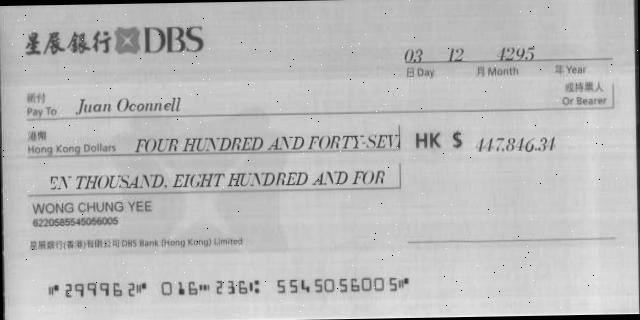 星展銀行 DBS
03 12 4295
日 Day 月 Month 年 Year
祈付 Pay To Juan Oconnell
或持票人 Or Bearer
港幣 Hong Kong Dollars FOUR HUNDRED AND FORTY-SEV
HK $ 447,846.34
EN THOUSAND, EIGHT HUNDRED AND FOR
WONG CHUNG YEE
6220585545056005
星展銀行(香港)有限公司 DBS Bank (Hong Kong) Limited
⑈299962⑈ 016⑉236⑆ 5545056005⑈